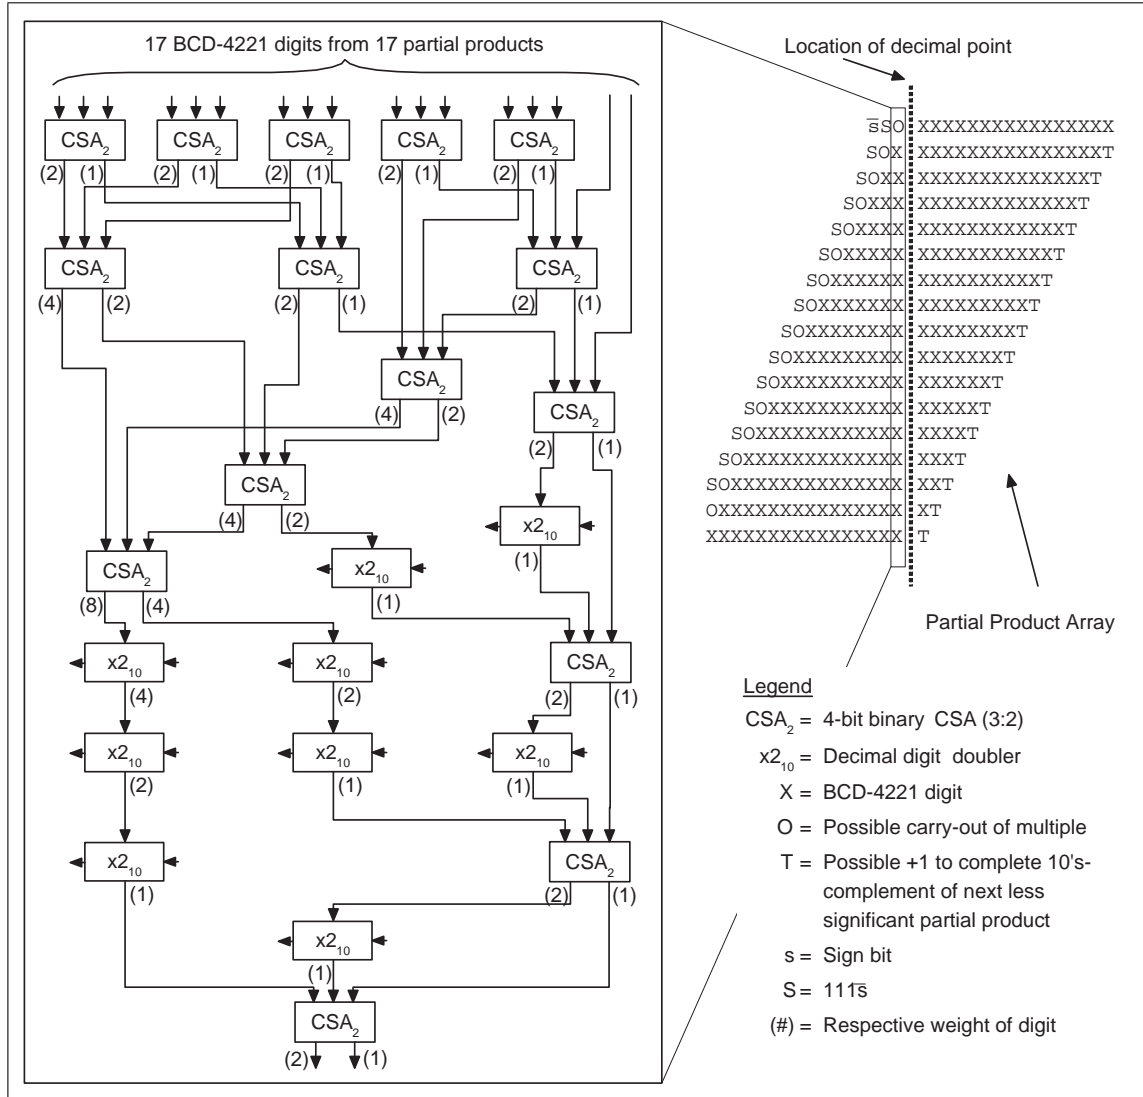 17 BCD-4221 digits from 17 partial products
CSA₂ CSA₂ CSA₂ CSA₂ CSA₂
(2) (1) (2) (1) (2) (1) (2) (1) (2) (1)
CSA₂ CSA₂ CSA₂
(4) (2) (2) (1) (2) (1)
CSA₂
(4) (2)
CSA₂
(2) (1)
CSA₂
(4) (2)
x2₁₀
(1)
x2₁₀
(1)
CSA₂
(8) (4)
x2₁₀ x2₁₀ CSA₂
(4) (2) (2) (1)
x2₁₀ x2₁₀ x2₁₀
(2) (1) (1)
x2₁₀
(1)
CSA₂
(2) (1)
x2₁₀
(1)
CSA₂
(2) (1)
Location of decimal point
s̅SO XXXXXXXXXXXXXXXX
SOX XXXXXXXXXXXXXXXT
SOXX XXXXXXXXXXXXXXT
SOXXX XXXXXXXXXXXXXT
SOXXXX XXXXXXXXXXXXT
SOXXXXX XXXXXXXXXXXT
SOXXXXXX XXXXXXXXXXT
SOXXXXXXX XXXXXXXXXT
SOXXXXXXXX XXXXXXXXT
SOXXXXXXXXX XXXXXXXT
SOXXXXXXXXXX XXXXXXT
SOXXXXXXXXXXX XXXXXT
SOXXXXXXXXXXXX XXXXT
SOXXXXXXXXXXXXX XXXT
SOXXXXXXXXXXXXXX XXT
OXXXXXXXXXXXXXXX XT
XXXXXXXXXXXXXXXX T
Partial Product Array
Legend
CSA₂ = 4-bit binary CSA (3:2)
x2₁₀ = Decimal digit doubler
X = BCD-4221 digit
O = Possible carry-out of multiple
T = Possible +1 to complete 10's-
complement of next less
significant partial product
s = Sign bit
S = 111s̅
(#) = Respective weight of digit